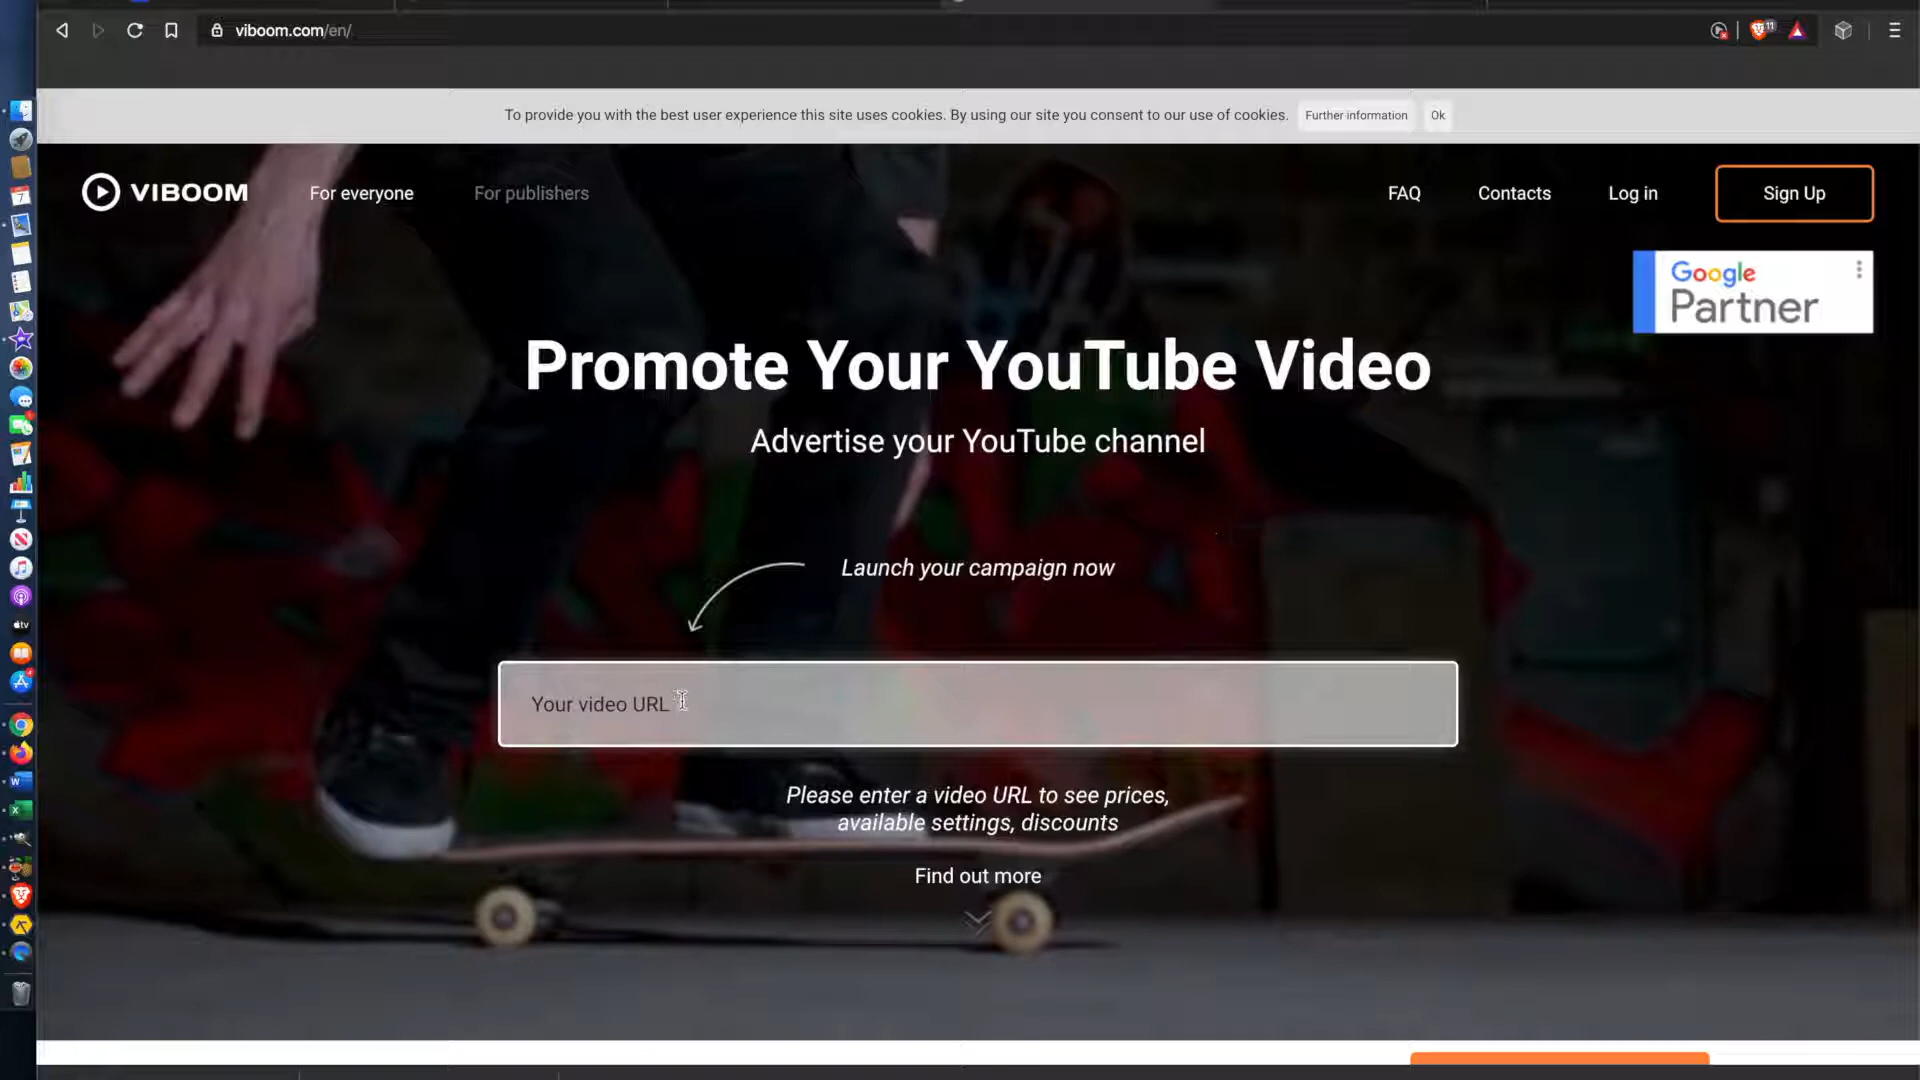 viboom.com/en/
11
To provide you with the best user experience this site uses cookies. By using our site you consent to our use of cookies. Further information Ok
VIBOOM For everyone For publishers FAQ Contacts Log in Sign Up
Google
Partner
Promote Your YouTube Video
Advertise your YouTube channel
Launch your campaign now
Your video URL
Please enter a video URL to see prices,
available settings, discounts
Find out more
7
tv